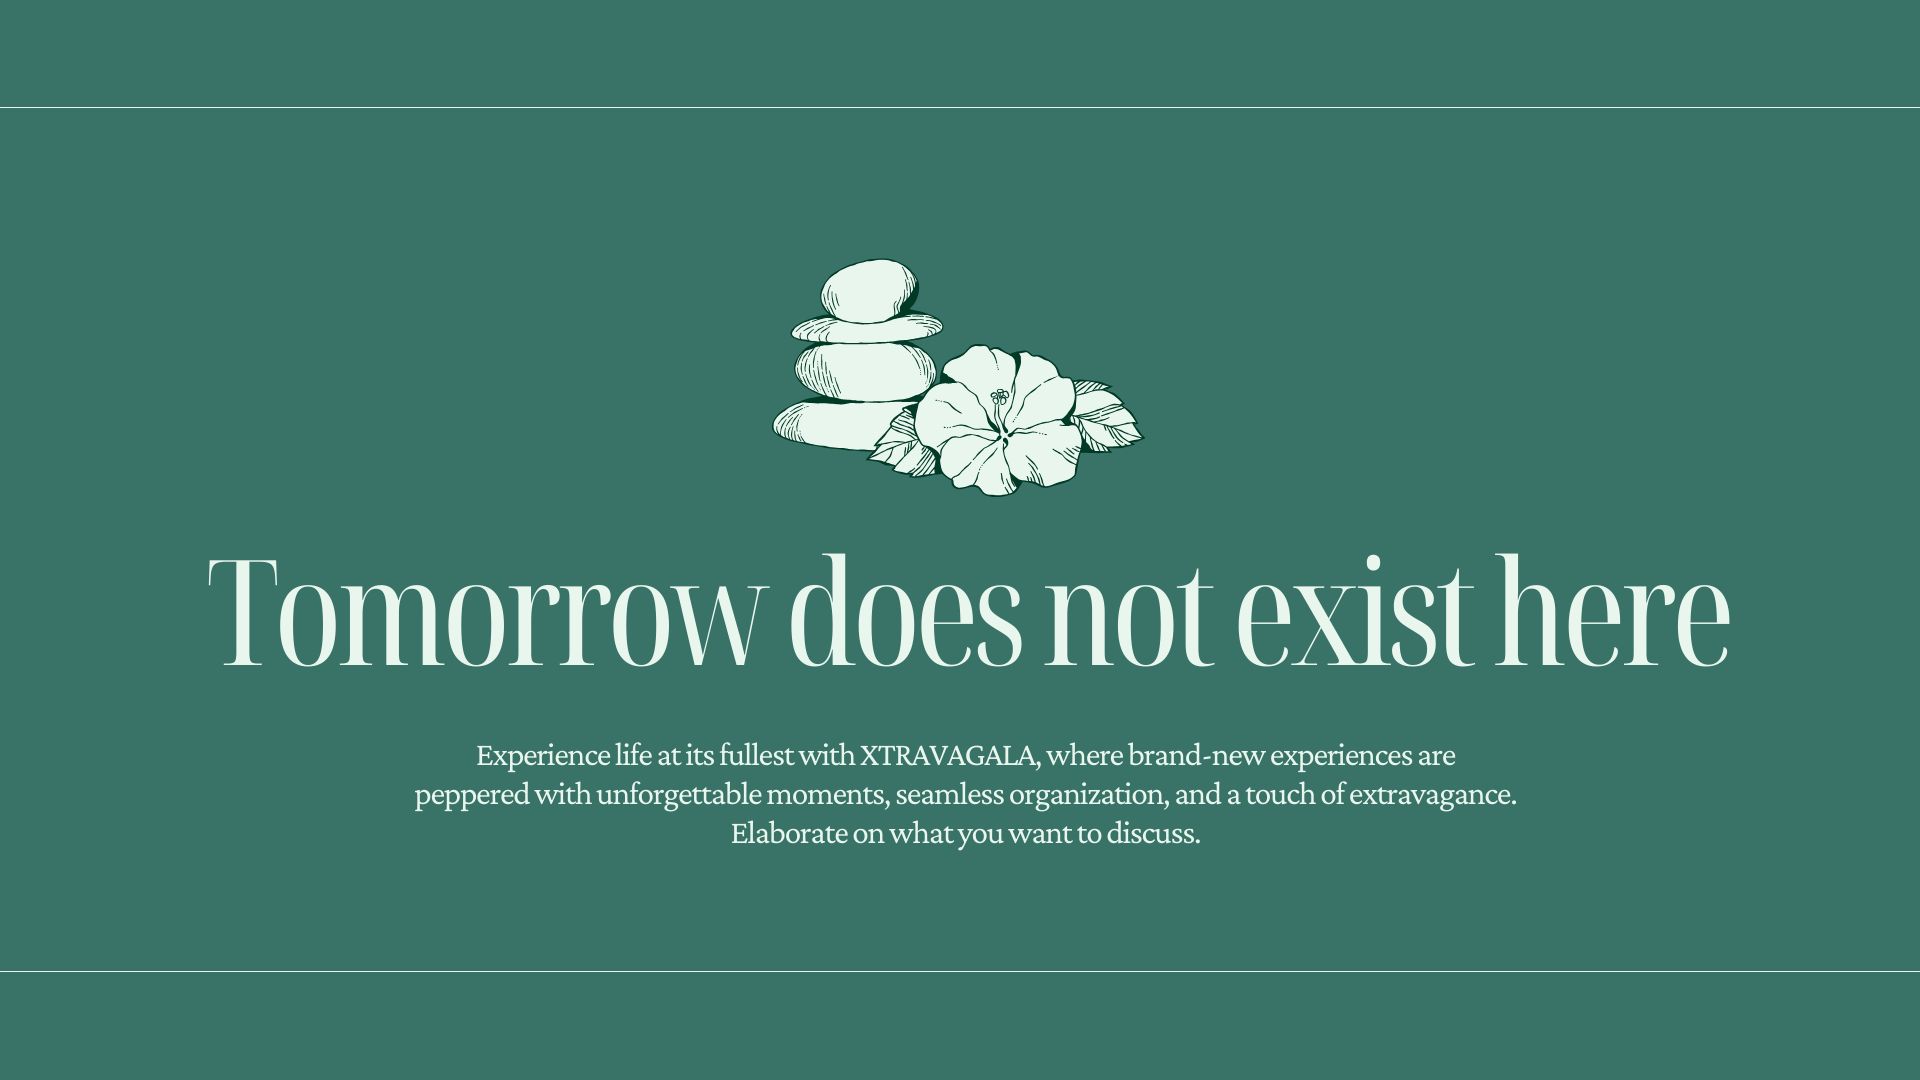 Tomorrow does not exist here
Experience life at its fullest with XTRAVAGALA, where brand-new experiences are
peppered with unforgettable moments, seamless organization, and a touch of extravagance.
Elaborate on what you want to discuss.